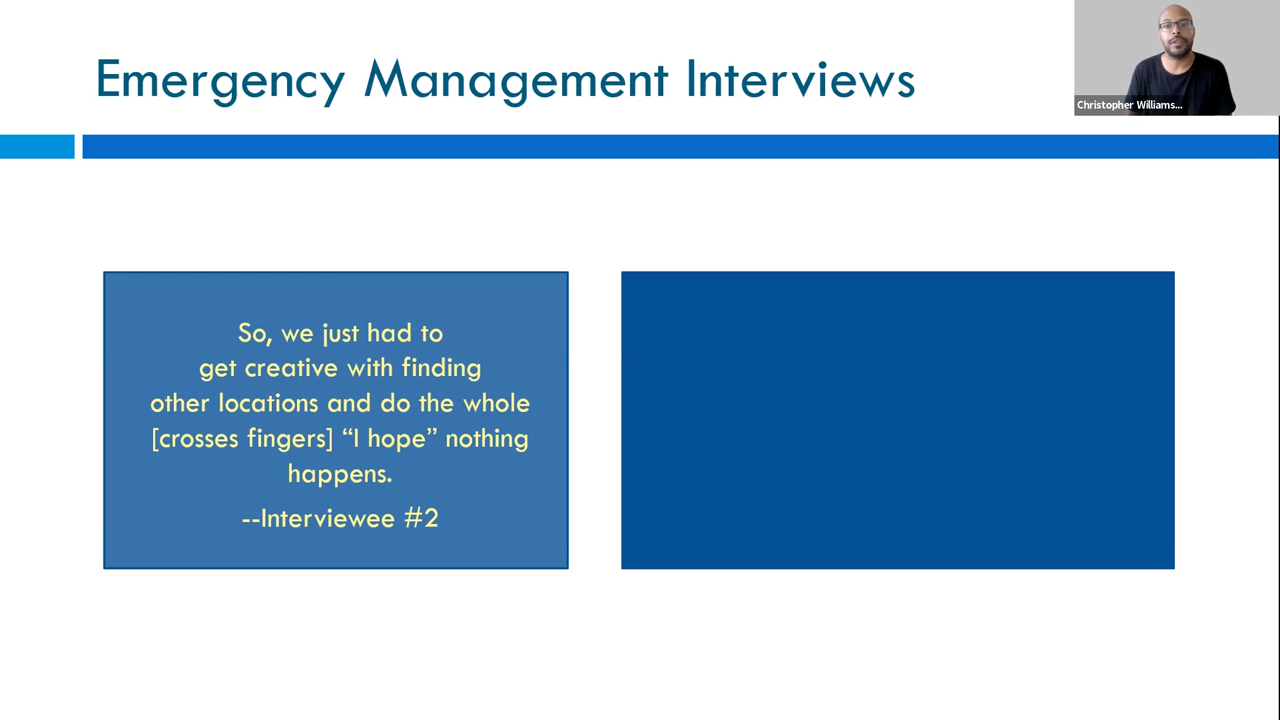 Emergency Management Interviews
Christopher Williams...
So, we just had to
get creative with finding
other locations and do the whole
[crosses fingers] “I hope” nothing
happens.
--Interviewee #2